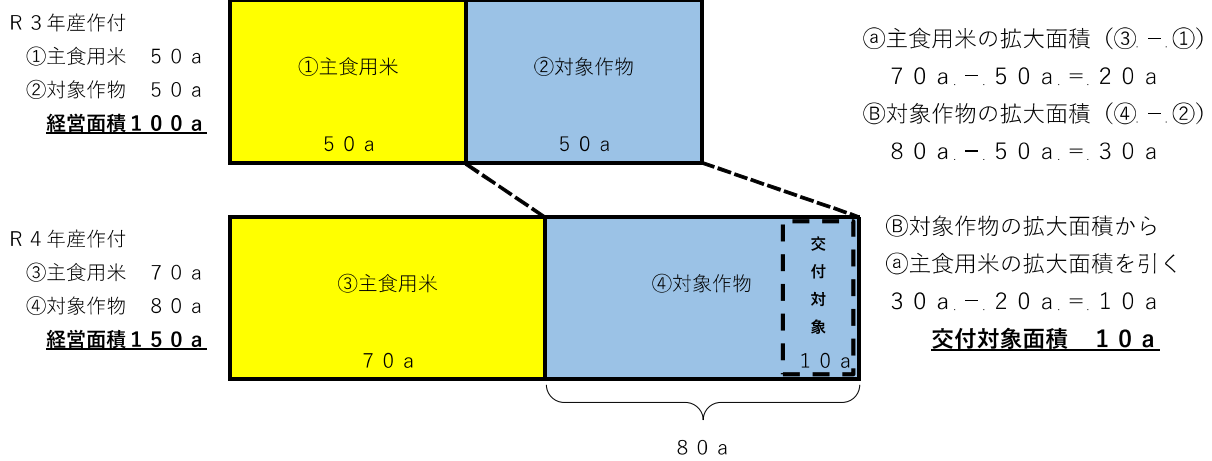 Ｒ３年産作付
①主食用米　５０ａ
②対象作物　５０ａ
経営面積１００ａ
①主食用米
５０ａ
②対象作物
５０ａ
ⓐ主食用米の拡大面積（③－①）
７０ａ－５０ａ＝２０ａ
Ⓑ対象作物の拡大面積（④－②）
８０ａ－５０ａ＝３０ａ
Ｒ４年産作付
③主食用米　７０ａ
④対象作物　８０ａ
経営面積１５０ａ
③主食用米
７０ａ
④対象作物
交付対象
１０ａ
８０ａ
Ⓑ対象作物の拡大面積から
ⓐ主食用米の拡大面積を引く
３０ａ－２０ａ＝１０ａ
交付対象面積　１０ａ